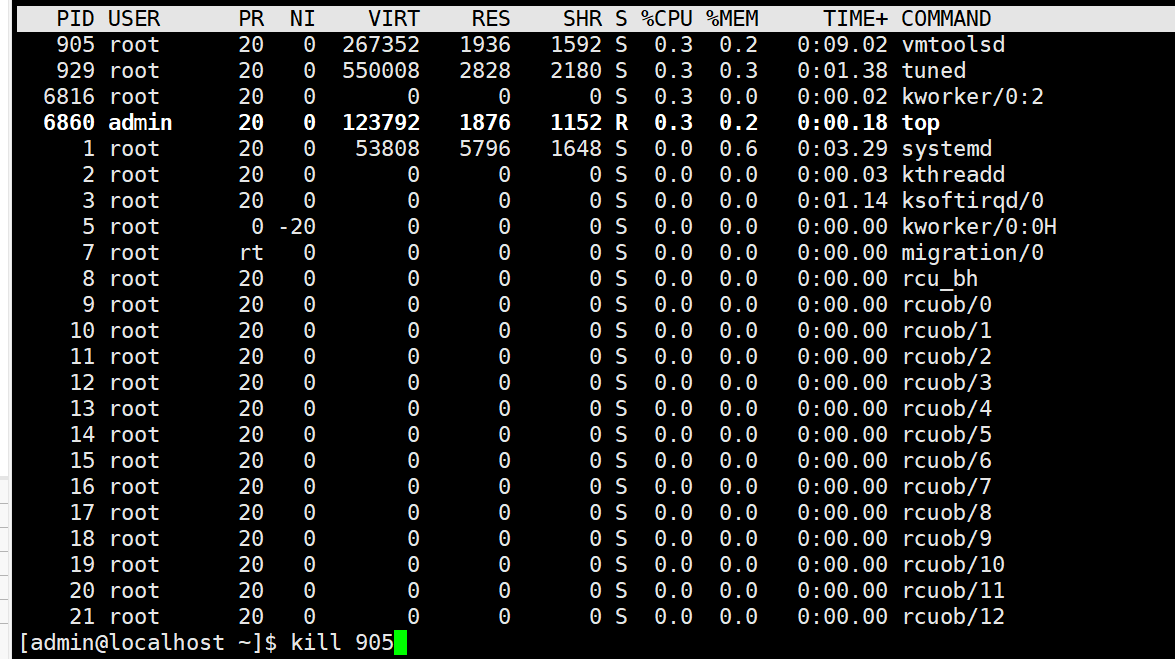 PID USER PR NI VIRT RES SHR S %CPU %MEM TIME+ COMMAND
905 root 20 0 267352 1936 1592 S 0.3 0.2 0:09.02 vmtoolsd
929 root 20 0 550008 2828 2180 S 0.3 0.3 0:01.38 tuned
6816 root 20 0 0 0 0 S 0.3 0.0 0:00.02 kworker/0:2
6860 admin 20 0 123792 1876 1152 R 0.3 0.2 0:00.18 top
1 root 20 0 53808 5796 1648 S 0.0 0.6 0:03.29 systemd
2 root 20 0 0 0 0 S 0.0 0.0 0:00.03 kthreadd
3 root 20 0 0 0 0 S 0.0 0.0 0:01.14 ksoftirqd/0
5 root 0 -20 0 0 0 S 0.0 0.0 0:00.00 kworker/0:0H
7 root rt 0 0 0 0 S 0.0 0.0 0:00.00 migration/0
8 root 20 0 0 0 0 S 0.0 0.0 0:00.00 rcu_bh
9 root 20 0 0 0 0 S 0.0 0.0 0:00.00 rcuob/0
10 root 20 0 0 0 0 S 0.0 0.0 0:00.00 rcuob/1
11 root 20 0 0 0 0 S 0.0 0.0 0:00.00 rcuob/2
12 root 20 0 0 0 0 S 0.0 0.0 0:00.00 rcuob/3
13 root 20 0 0 0 0 S 0.0 0.0 0:00.00 rcuob/4
14 root 20 0 0 0 0 S 0.0 0.0 0:00.00 rcuob/5
15 root 20 0 0 0 0 S 0.0 0.0 0:00.00 rcuob/6
16 root 20 0 0 0 0 S 0.0 0.0 0:00.00 rcuob/7
17 root 20 0 0 0 0 S 0.0 0.0 0:00.00 rcuob/8
18 root 20 0 0 0 0 S 0.0 0.0 0:00.00 rcuob/9
19 root 20 0 0 0 0 S 0.0 0.0 0:00.00 rcuob/10
20 root 20 0 0 0 0 S 0.0 0.0 0:00.00 rcuob/11
21 root 20 0 0 0 0 S 0.0 0.0 0:00.00 rcuob/12
[admin@localhost ~]$ kill 905